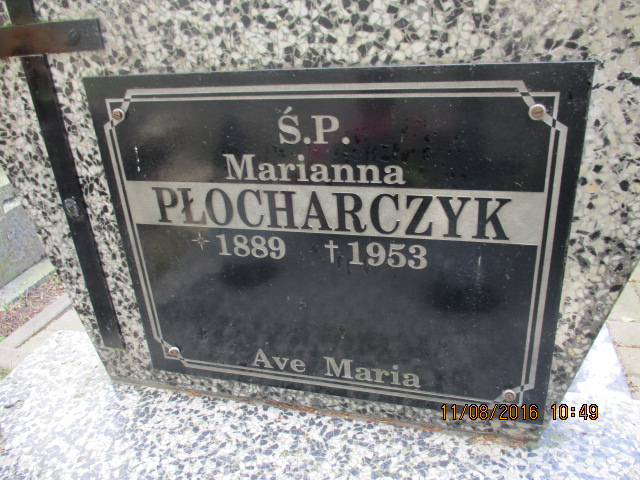 Ś.P.
Marianna
PŁOCHARCZYK
1889 †1953
Ave Maria
11/08/2016 10:49